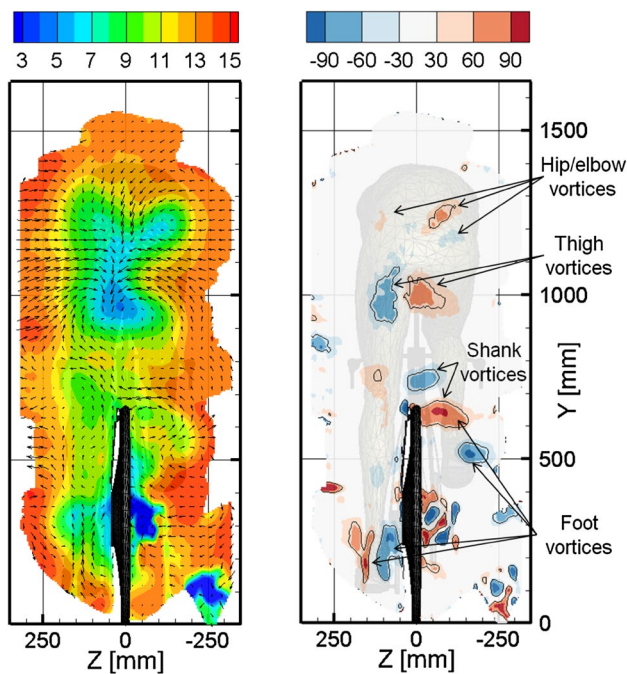 3 5 7 9 11 13 15
-90 -60 -30 30 60 90
1500
Hip/elbow
vortices
Thigh
vortices
1000
Shank
vortices
Y [mm]
500
Foot
vortices
0
250 0 -250
Z [mm]
250 0 -250
Z [mm]